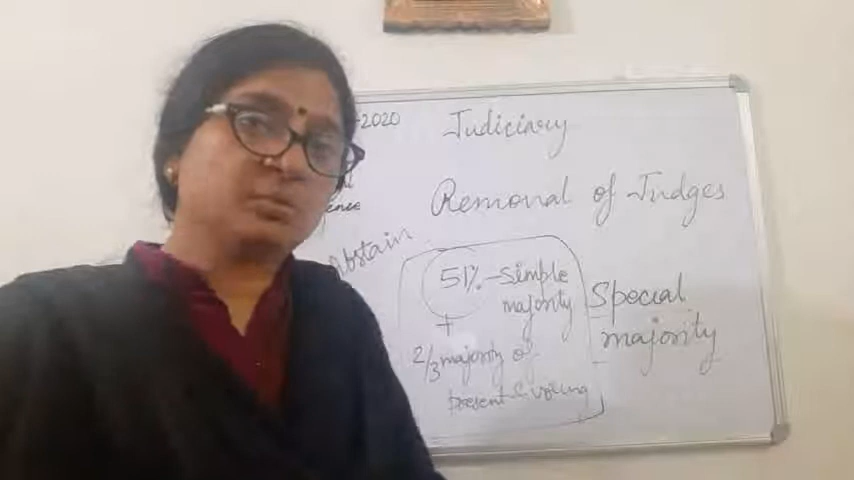 -2020
Judiciary
Removal of Judges
Abstain
51% - Simple
majority
+
2/3 majority of
present & voting
Special
majority